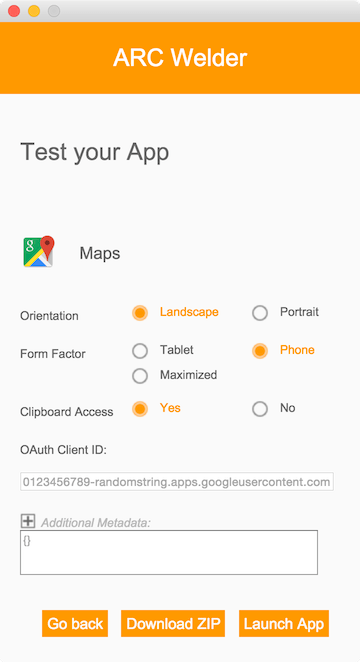 ARC Welder
Test your App
g
Maps
Orientation Landscape Portrait
Form Factor Tablet Phone
Maximized
Clipboard Access Yes No
OAuth Client ID:
0123456789-randomstring.apps.googleusercontent.com
Additional Metadata:
{}
Go back Download ZIP Launch App